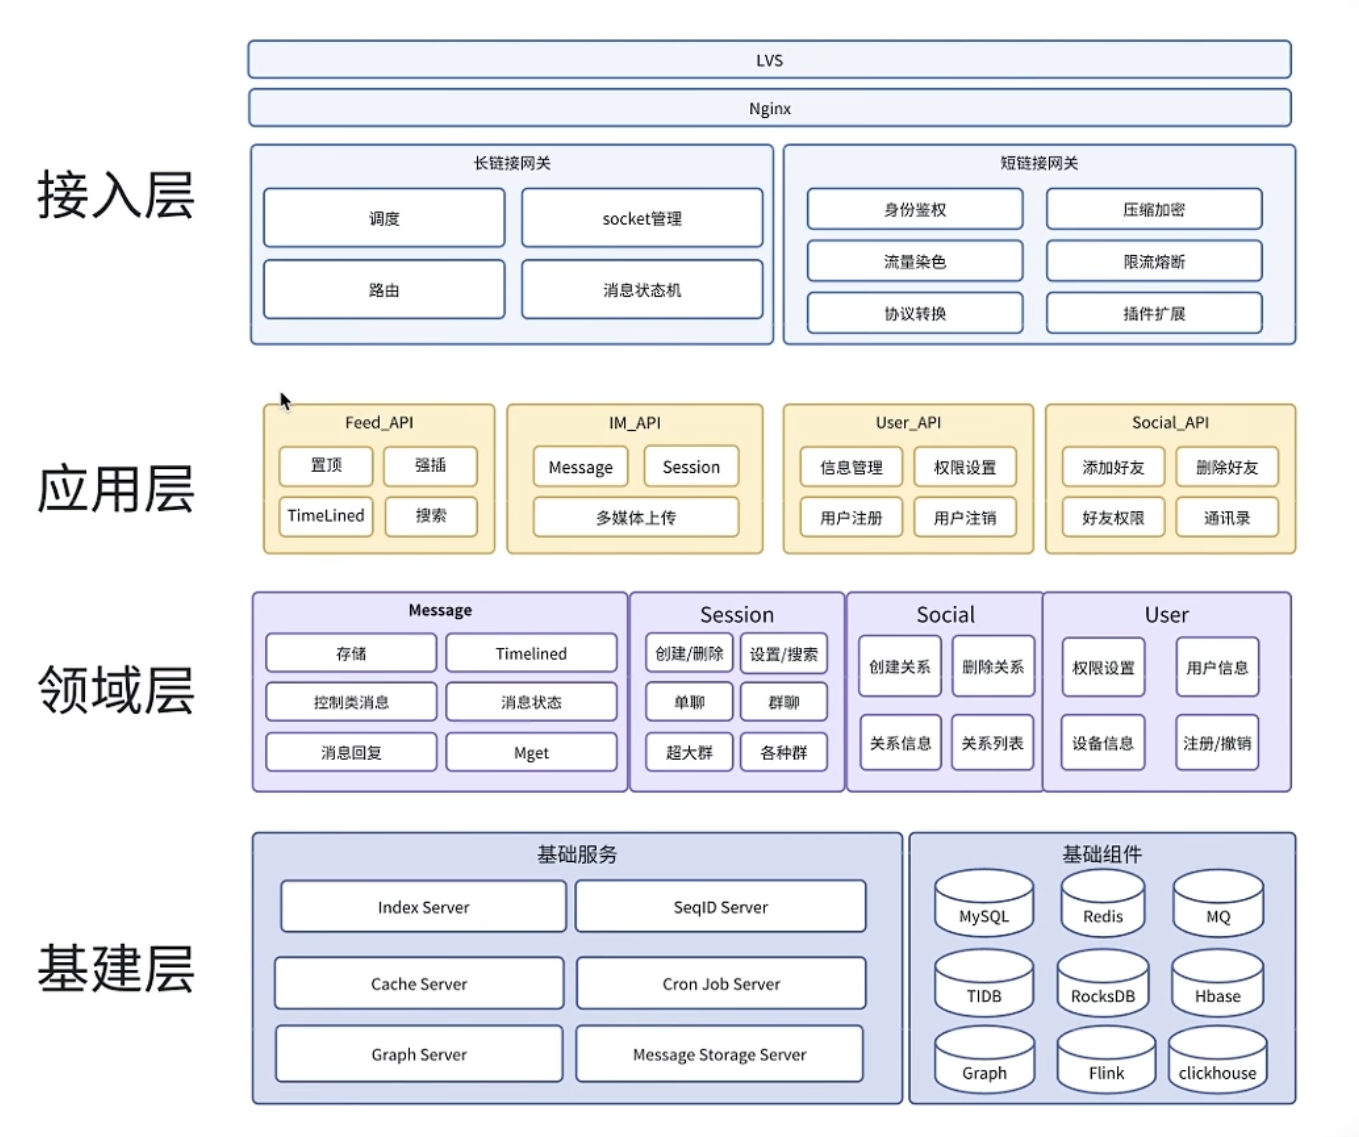 LVS
Nginx
接入层
长链接网关
调度
socket管理
路由
消息状态机
短链接网关
身份鉴权
压缩加密
流量染色
限流熔断
协议转换
插件扩展
应用层
Feed_API
置顶
强插
TimeLined
搜索
IM_API
Message
Session
多媒体上传
User_API
信息管理
权限设置
用户注册
用户注销
Social_API
添加好友
删除好友
好友权限
通讯录
领域层
Message
存储
Timelined
控制类消息
消息状态
消息回复
Mget
Session
创建/删除
设置/搜索
单聊
群聊
超大群
各种群
Social
创建关系
删除关系
关系信息
关系列表
User
权限设置
用户信息
设备信息
注册/撤销
基建层
基础服务
Index Server
SeqID Server
Cache Server
Cron Job Server
Graph Server
Message Storage Server
基础组件
MySQL
Redis
MQ
TIDB
RocksDB
Hbase
Graph
Flink
clickhouse